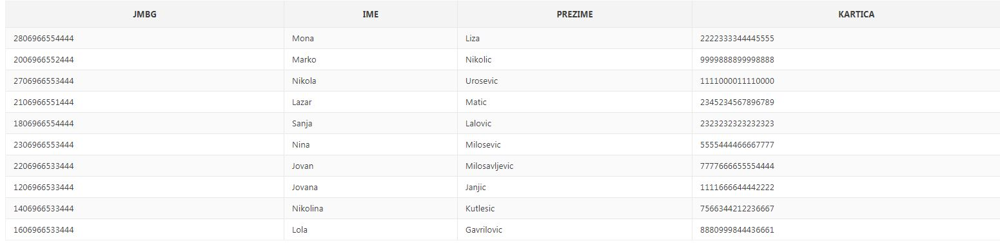 JMBG IME PREZIME KARTICA
2806966554444 Mona Liza 2222333344445555
2006966552444 Marko Nikolic 9999888899998888
2706966553444 Nikola Urosevic 1111000011110000
2106966551444 Lazar Matic 2345234567896789
1806966554444 Sanja Lalovic 2323232323232323
2306966553444 Nina Milosevic 5555444466667777
2206966533444 Jovan Milosavljevic 7777666655554444
1206966533444 Jovana Janjic 1111666644442222
1406966533444 Nikolina Kutlesic 7566344212236667
1606966533444 Lola Gavrilovic 8880999844436661